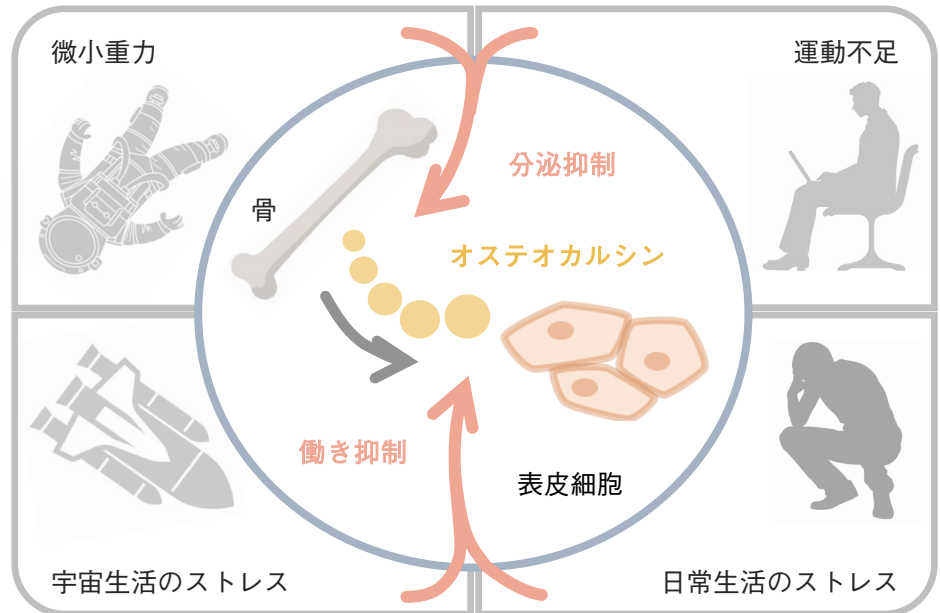 微小重力
運動不足
分泌抑制
骨
オステオカルシン
働き抑制
表皮細胞
宇宙生活のストレス
日常生活のストレス